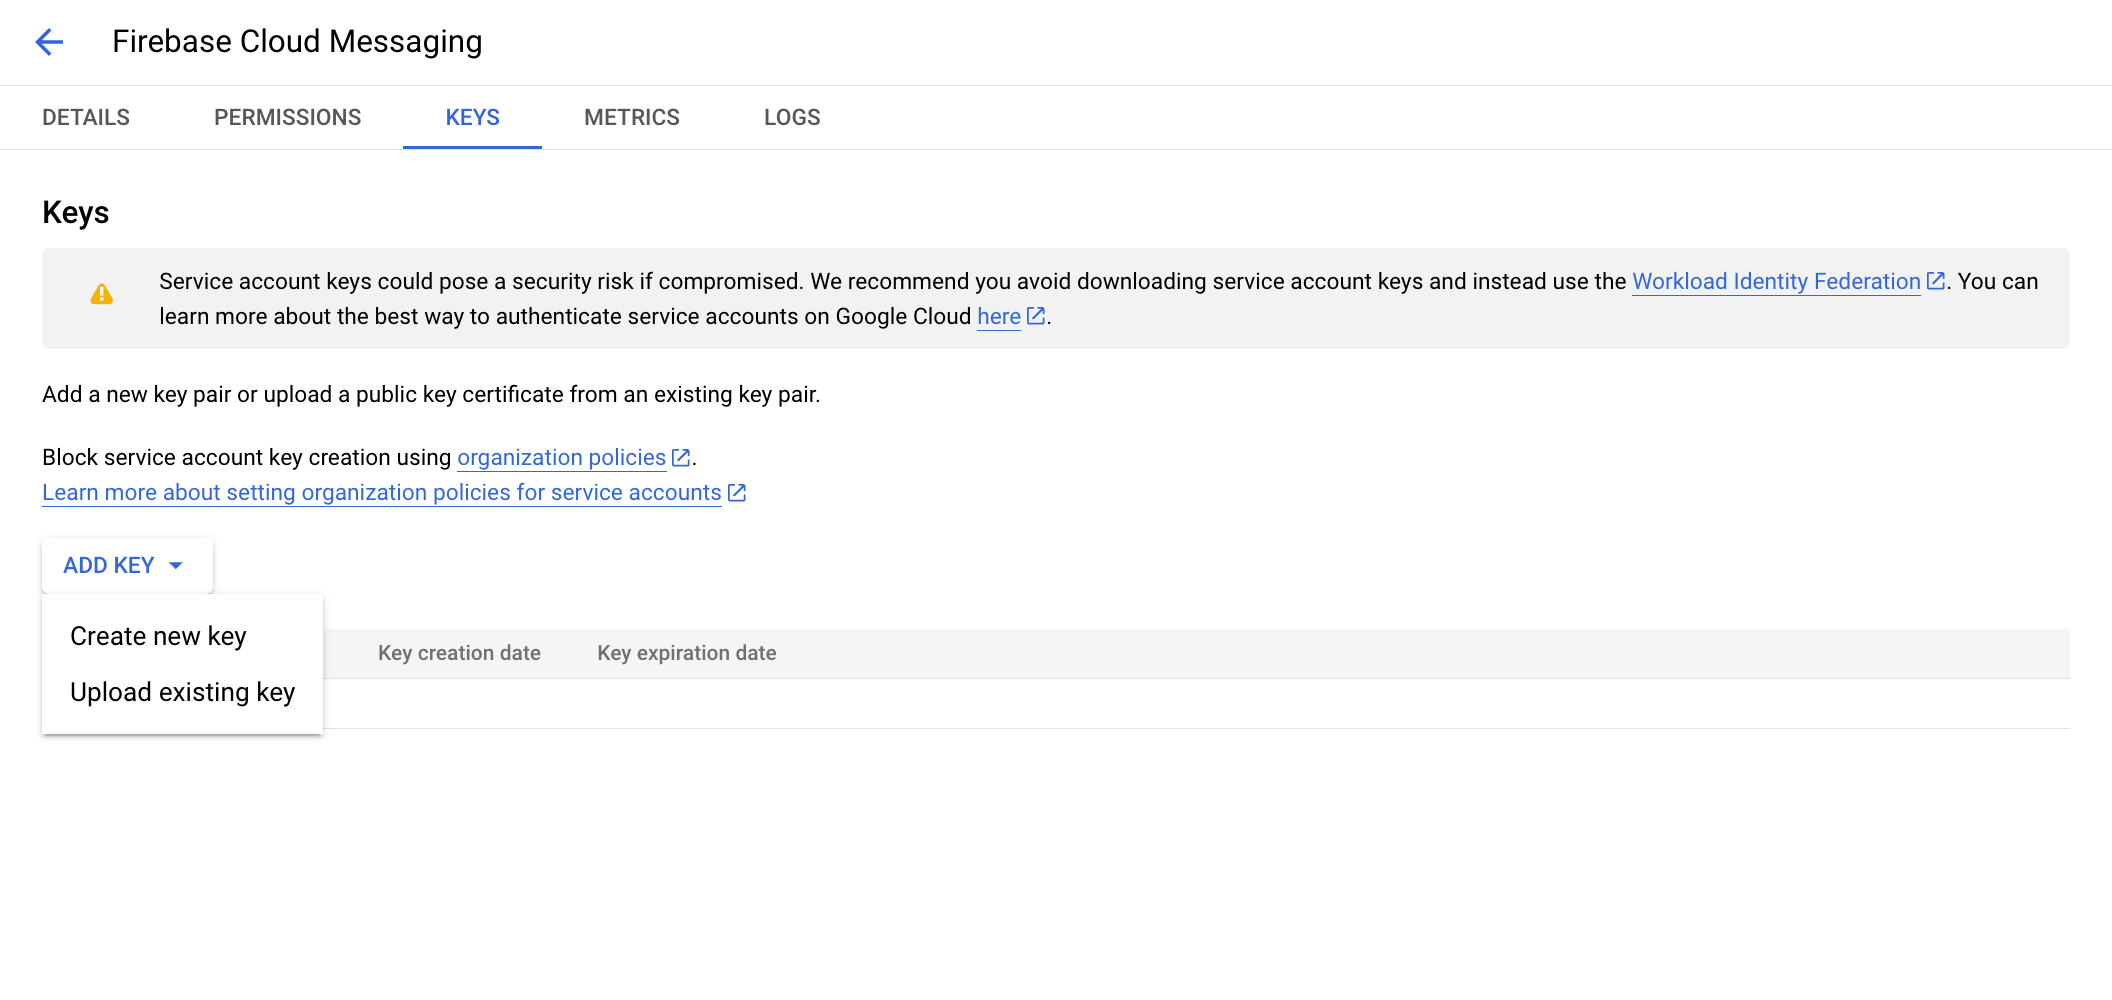 Firebase Cloud Messaging
DETAILS PERMISSIONS KEYS METRICS LOGS
Keys
Service account keys could pose a security risk if compromised. We recommend you avoid downloading service account keys and instead use the Workload Identity Federation. You can
learn more about the best way to authenticate service accounts on Google Cloud here.
Add a new key pair or upload a public key certificate from an existing key pair.
Block service account key creation using organization policies.
Learn more about setting organization policies for service accounts
ADD KEY
Create new key
Upload existing key
Key creation date Key expiration date